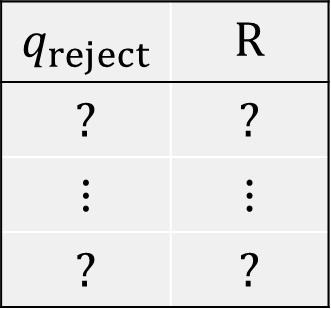 q_reject R
? ?
⋮ ⋮
? ?